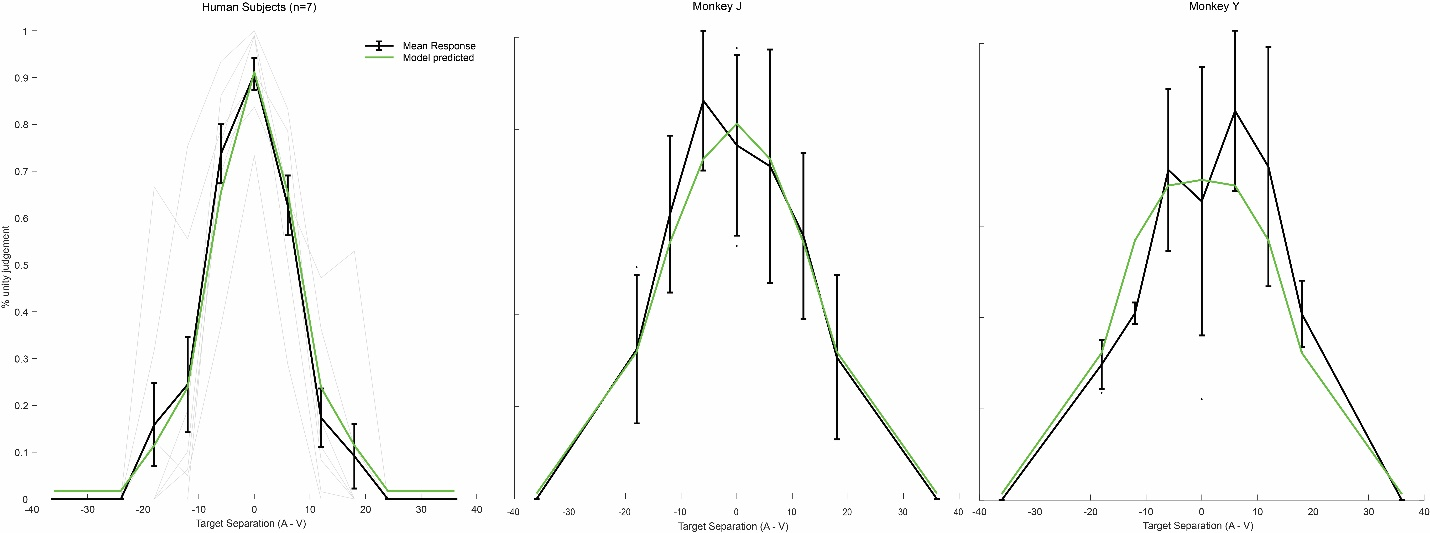 Human Subjects (n=7)
Monkey J
Monkey Y
Mean Response
Model predicted
% unity judgement
1
0.9
0.8
0.7
0.6
0.5
0.4
0.3
0.2
0.1
0
-40 -30 -20 -10 0 10 20 30 40
Target Separation (A - V)
-40 -30 -20 -10 0 10 20 30 40
Target Separation (A - V)
-40 -30 -20 -10 0 10 20 30 40
Target Separation (A - V)